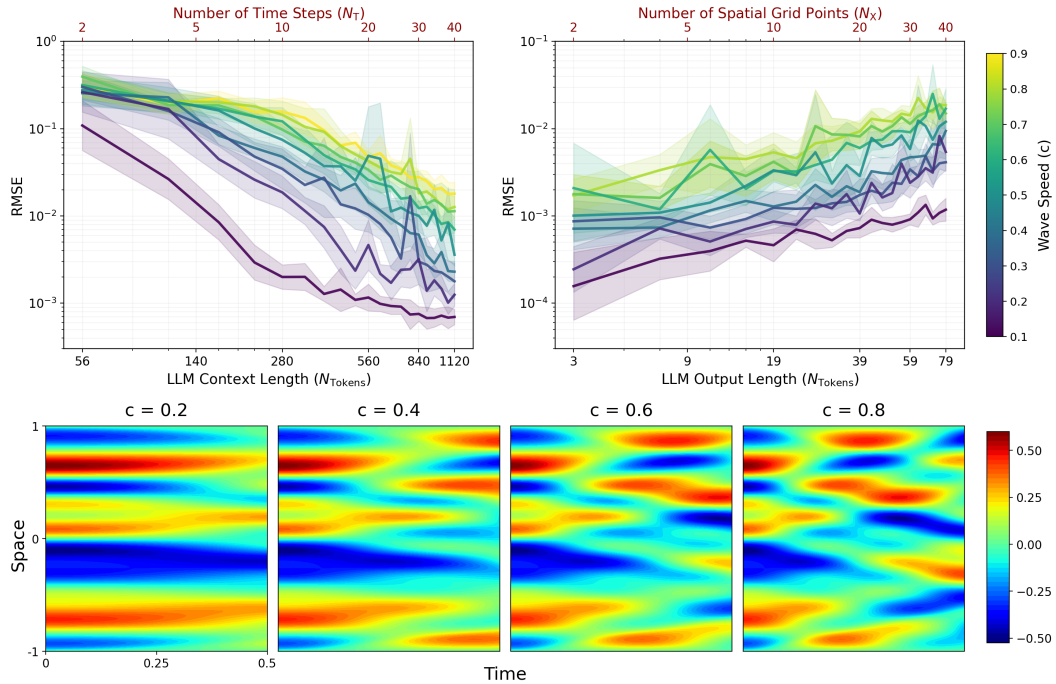 Number of Time Steps (N_T)
2 5 10 20 30 40
10^0
10^-1
10^-2
10^-3
RMSE
56 140 280 560 840 1120
LLM Context Length (N_Tokens)
Number of Spatial Grid Points (N_X)
2 5 10 20 30 40
10^-1
10^-2
10^-3
10^-4
RMSE
3 9 19 39 59 79
LLM Output Length (N_Tokens)
0.9
0.8
0.7
0.6
0.5
0.4
0.3
0.2
0.1
Wave Speed (c)
c = 0.2
c = 0.4
c = 0.6
c = 0.8
1
0
-1
Space
0 0.25 0.5
Time
0.50
0.25
0.00
−0.25
−0.50